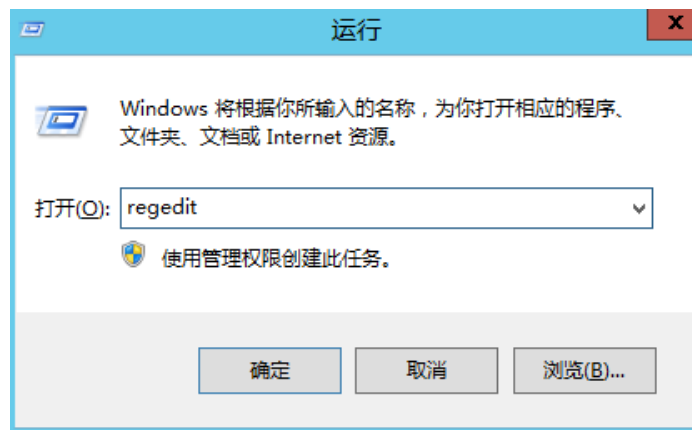 运行
x
Windows 将根据你所输入的名称，为你打开相应的程序、
文件夹、文档或 Internet 资源。
打开(O): regedit
使用管理权限创建此任务。
确定 取消 浏览(B)...